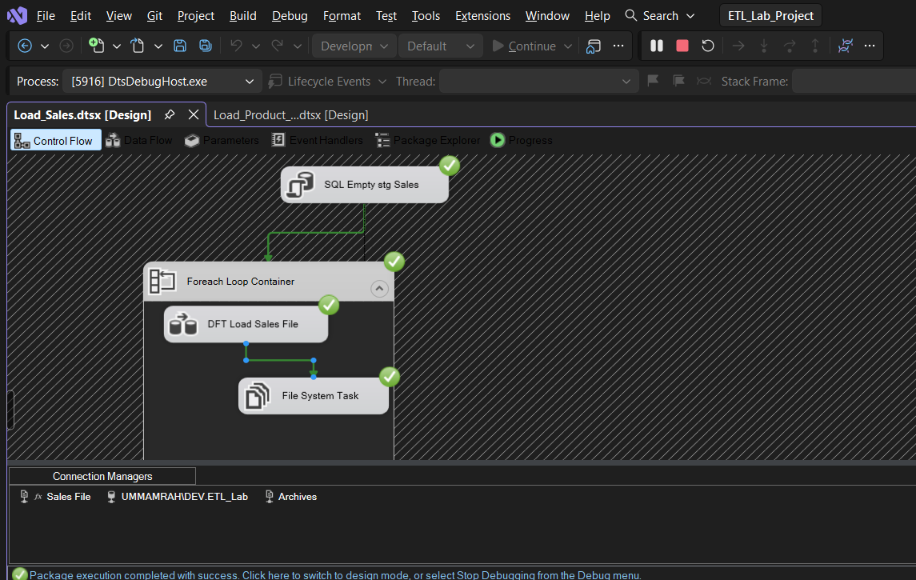 File Edit View Git Project Build Debug Format Test Tools Extensions Window Help Search ETL_Lab_Project
Developm Default Continue
Process: [5916] DtsDebugHost.exe Lifecycle Events Thread: Stack Frame:
Load_Sales.dtsx [Design] Load_Product_...dtsx [Design]
Control Flow Data Flow Parameters Event Handlers Package Explorer Progress
SQL Empty stg Sales
Foreach Loop Container
DFT Load Sales File
File System Task
Connection Managers
fx Sales File UMMAMRAH\DEV.ETL_Lab Archives
Package execution completed with success. Click here to switch to design mode, or select Stop Debugging from the Debug menu.